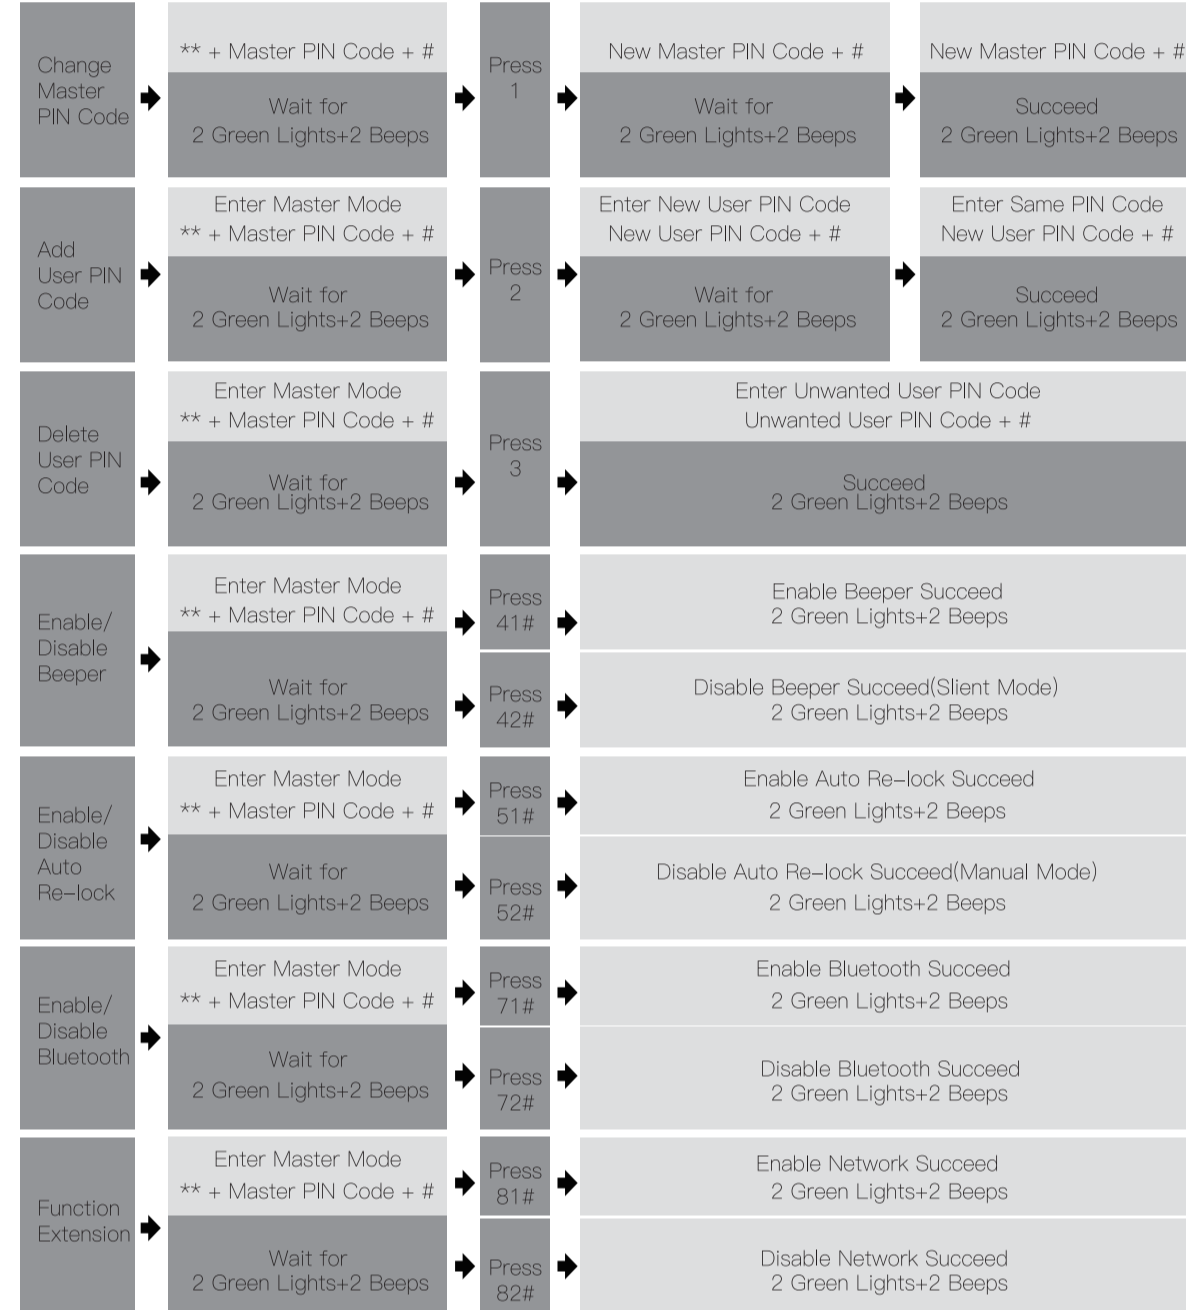 Change
Master
PIN Code
** + Master PIN Code + #
Wait for
2 Green Lights+2 Beeps
Press
1
New Master PIN Code + #
Wait for
2 Green Lights+2 Beeps
New Master PIN Code + #
Succeed
2 Green Lights+2 Beeps
Add
User PIN
Code
Enter Master Mode
** + Master PIN Code + #
Wait for
2 Green Lights+2 Beeps
Press
2
Enter New User PIN Code
New User PIN Code + #
Wait for
2 Green Lights+2 Beeps
Enter Same PIN Code
New User PIN Code + #
Succeed
2 Green Lights+2 Beeps
Delete
User PIN
Code
Enter Master Mode
** + Master PIN Code + #
Wait for
2 Green Lights+2 Beeps
Press
3
Enter Unwanted User PIN Code
Unwanted User PIN Code + #
Succeed
2 Green Lights+2 Beeps
Enable/
Disable
Beeper
Enter Master Mode
** + Master PIN Code + #
Wait for
2 Green Lights+2 Beeps
Press
41#
Enable Beeper Succeed
2 Green Lights+2 Beeps
Press
42#
Disable Beeper Succeed(Slient Mode)
2 Green Lights+2 Beeps
Enable/
Disable
Auto
Re–lock
Enter Master Mode
** + Master PIN Code + #
Wait for
2 Green Lights+2 Beeps
Press
51#
Enable Auto Re–lock Succeed
2 Green Lights+2 Beeps
Press
52#
Disable Auto Re–lock Succeed(Manual Mode)
2 Green Lights+2 Beeps
Enable/
Disable
Bluetooth
Enter Master Mode
** + Master PIN Code + #
Wait for
2 Green Lights+2 Beeps
Press
71#
Enable Bluetooth Succeed
2 Green Lights+2 Beeps
Press
72#
Disable Bluetooth Succeed
2 Green Lights+2 Beeps
Function
Extension
Enter Master Mode
** + Master PIN Code + #
Wait for
2 Green Lights+2 Beeps
Press
81#
Enable Network Succeed
2 Green Lights+2 Beeps
Press
82#
Disable Network Succeed
2 Green Lights+2 Beeps